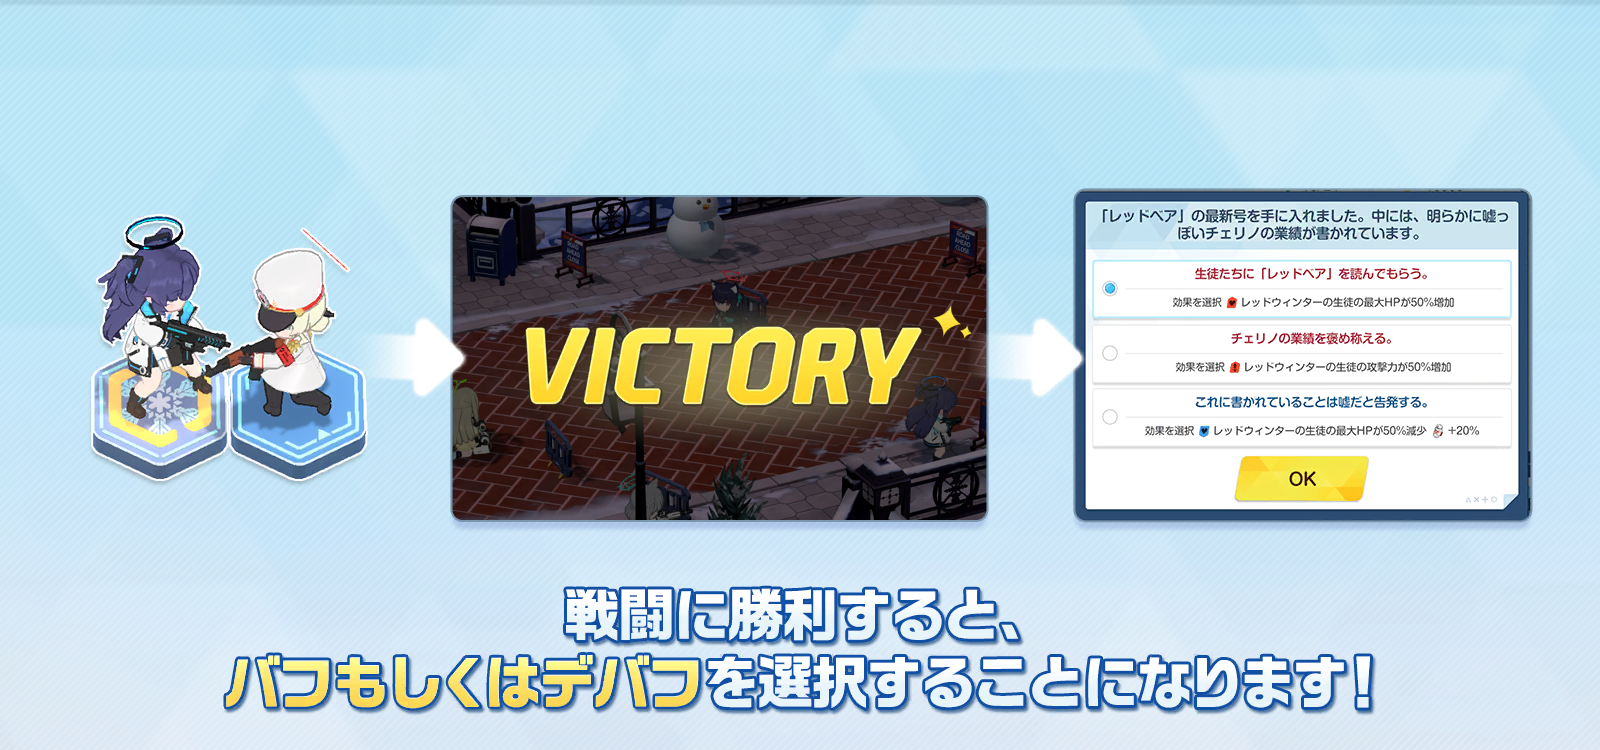 VICTORY
ROAD
AHEAD
CLOSE
ROAD
AHEAD
CLOSE
「レッドベア」の最新号を手に入れました。中には、明らかに嘘っ
ぽいチェリノの業績が書かれています。
生徒たちに「レッドベア」を読んでもらう。
効果を選択 レッドウィンターの生徒の最大HPが50%増加
チェリノの業績を褒め称える。
効果を選択 レッドウィンターの生徒の攻撃力が50%増加
これに書かれていることは嘘だと告発する。
効果を選択 レッドウィンターの生徒の最大HPが50%減少 +20%
OK
戦闘に勝利すると、
バフもしくはデバフを選択することになります！